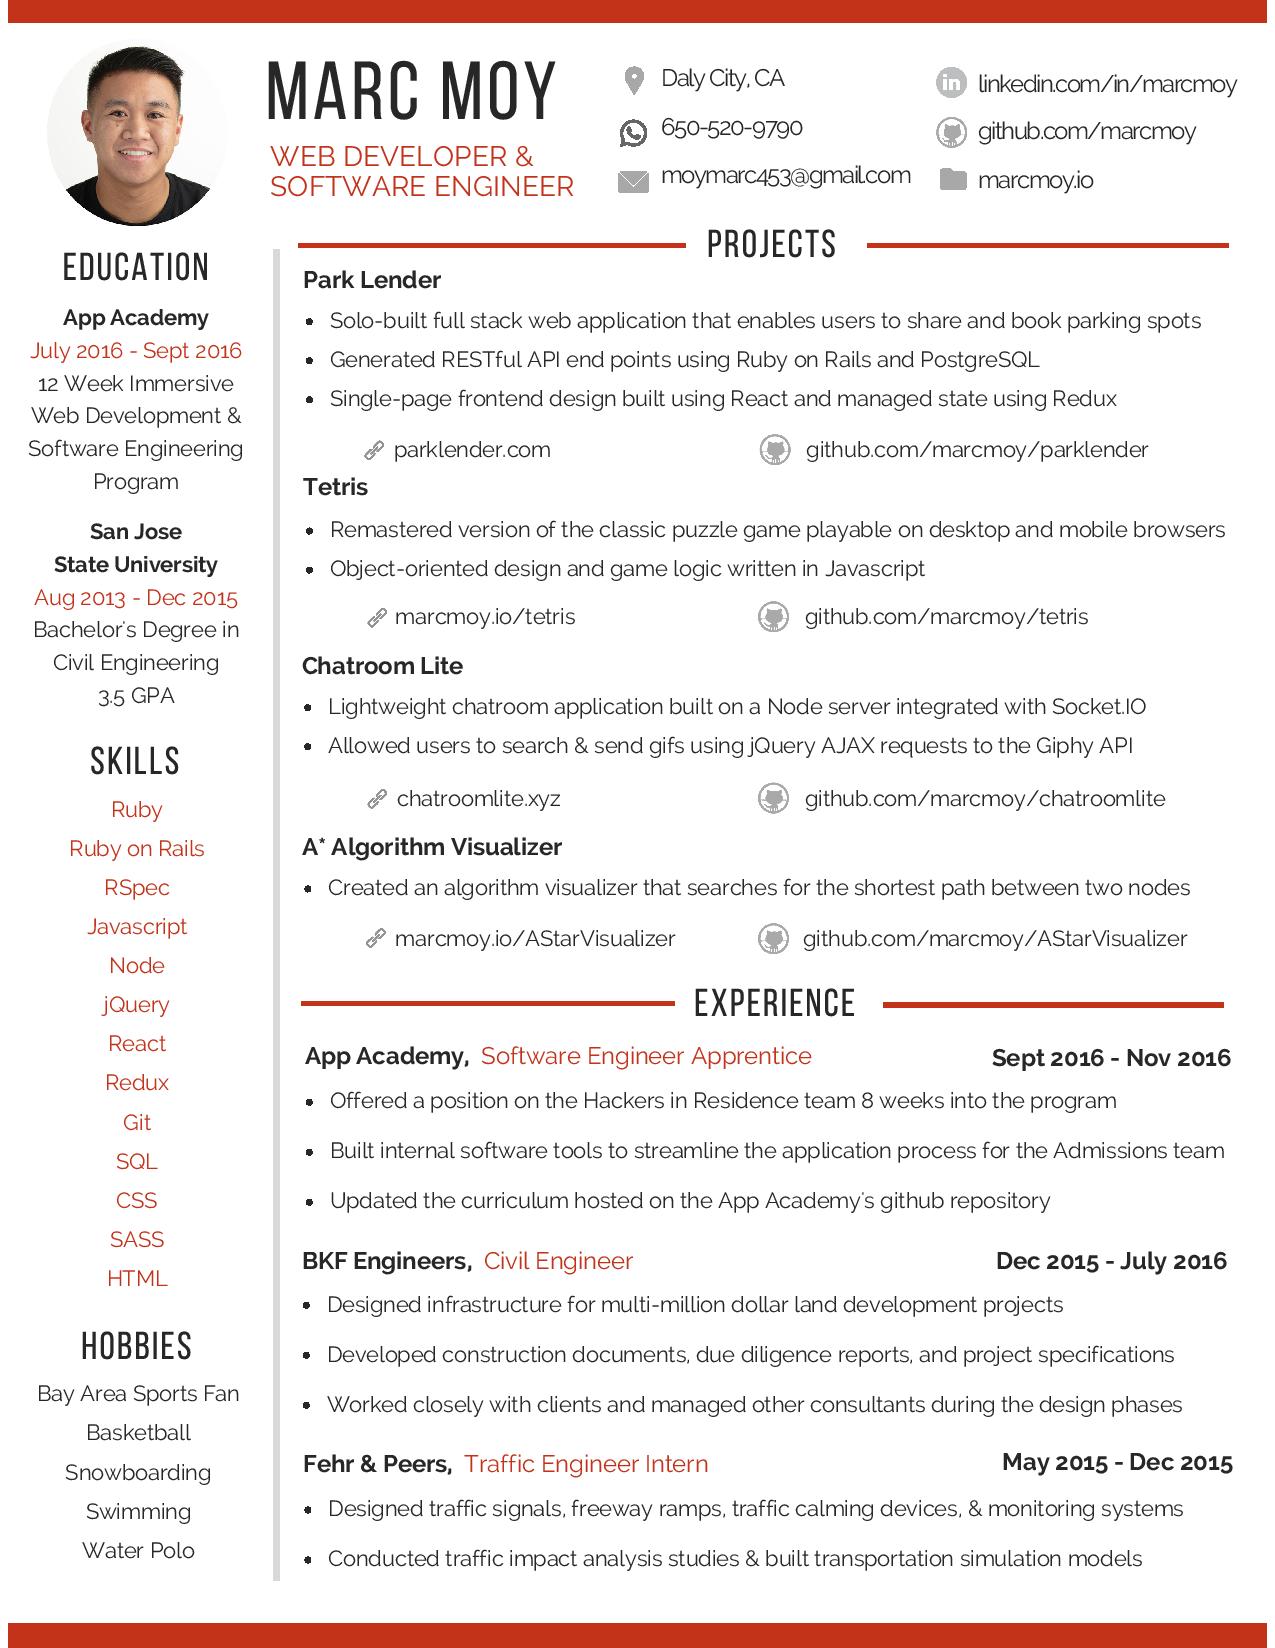 MARC MOY
WEB DEVELOPER &
SOFTWARE ENGINEER
Daly City, CA
650-520-9790
moymarc453@gmail.com
linkedin.com/in/marcmoy
github.com/marcmoy
marcmoy.io
EDUCATION
App Academy
July 2016 - Sept 2016
12 Week Immersive
Web Development &
Software Engineering
Program
San Jose
State University
Aug 2013 - Dec 2015
Bachelor's Degree in
Civil Engineering
3.5 GPA
SKILLS
Ruby
Ruby on Rails
RSpec
Javascript
Node
jQuery
React
Redux
Git
SQL
CSS
SASS
HTML
HOBBIES
Bay Area Sports Fan
Basketball
Snowboarding
Swimming
Water Polo
PROJECTS
Park Lender
• Solo-built full stack web application that enables users to share and book parking spots
• Generated RESTful API end points using Ruby on Rails and PostgreSQL
• Single-page frontend design built using React and managed state using Redux
parklender.com github.com/marcmoy/parklender
Tetris
• Remastered version of the classic puzzle game playable on desktop and mobile browsers
• Object-oriented design and game logic written in Javascript
marcmoy.io/tetris github.com/marcmoy/tetris
Chatroom Lite
• Lightweight chatroom application built on a Node server integrated with Socket.IO
• Allowed users to search & send gifs using jQuery AJAX requests to the Giphy API
chatroomlite.xyz github.com/marcmoy/chatroomlite
A* Algorithm Visualizer
• Created an algorithm visualizer that searches for the shortest path between two nodes
marcmoy.io/AStarVisualizer github.com/marcmoy/AStarVisualizer
EXPERIENCE
App Academy, Software Engineer Apprentice Sept 2016 - Nov 2016
• Offered a position on the Hackers in Residence team 8 weeks into the program
• Built internal software tools to streamline the application process for the Admissions team
• Updated the curriculum hosted on the App Academy's github repository
BKF Engineers, Civil Engineer Dec 2015 - July 2016
• Designed infrastructure for multi-million dollar land development projects
• Developed construction documents, due diligence reports, and project specifications
• Worked closely with clients and managed other consultants during the design phases
Fehr & Peers, Traffic Engineer Intern May 2015 - Dec 2015
• Designed traffic signals, freeway ramps, traffic calming devices, & monitoring systems
• Conducted traffic impact analysis studies & built transportation simulation models